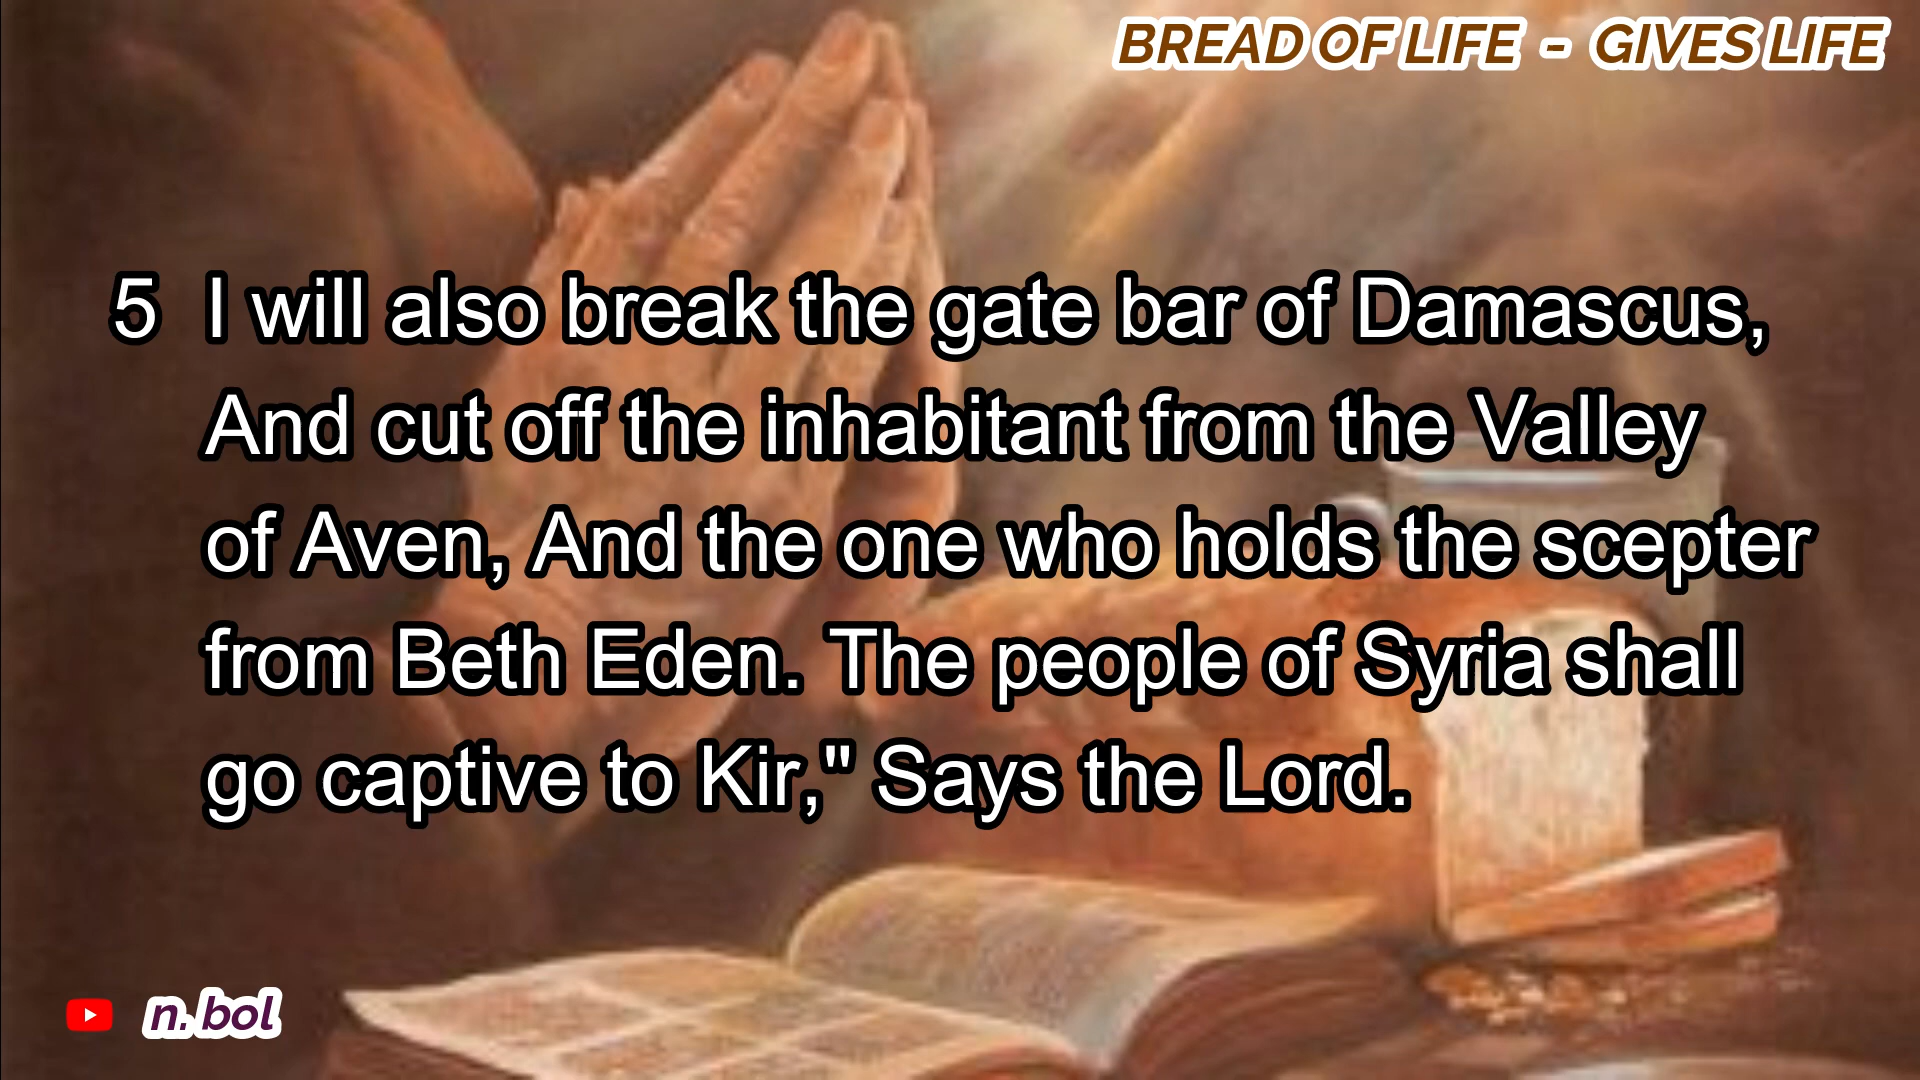 BREAD OF LIFE - GIVES LIFE
5 I will also break the gate bar of Damascus,
And cut off the inhabitant from the Valley
of Aven, And the one who holds the scepter
from Beth Eden. The people of Syria shall
go captive to Kir," Says the Lord.
n. bol